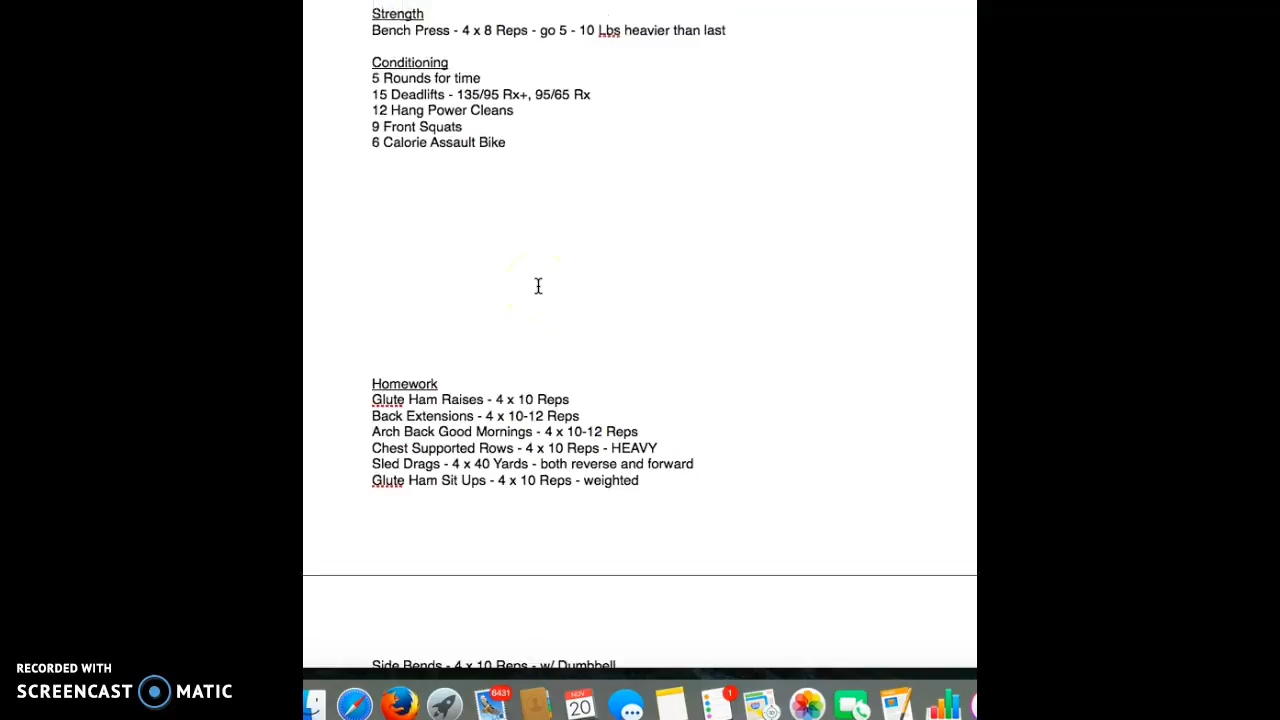 Strength
Bench Press - 4 x 8 Reps - go 5 - 10 Lbs heavier than last
Conditioning
5 Rounds for time
15 Deadlifts - 135/95 Rx+, 95/65 Rx
12 Hang Power Cleans
9 Front Squats
6 Calorie Assault Bike
Homework
Glute Ham Raises - 4 x 10 Reps
Back Extensions - 4 x 10-12 Reps
Arch Back Good Mornings - 4 x 10-12 Reps
Chest Supported Rows - 4 x 10 Reps - HEAVY
Sled Drags - 4 x 40 Yards - both reverse and forward
Glute Ham Sit Ups - 4 x 10 Reps - weighted
Side Bends - 4 x 10 Reps - w/ Dumbbell
RECORDED WITH
SCREENCAST MATIC
6431
NOV
20
1